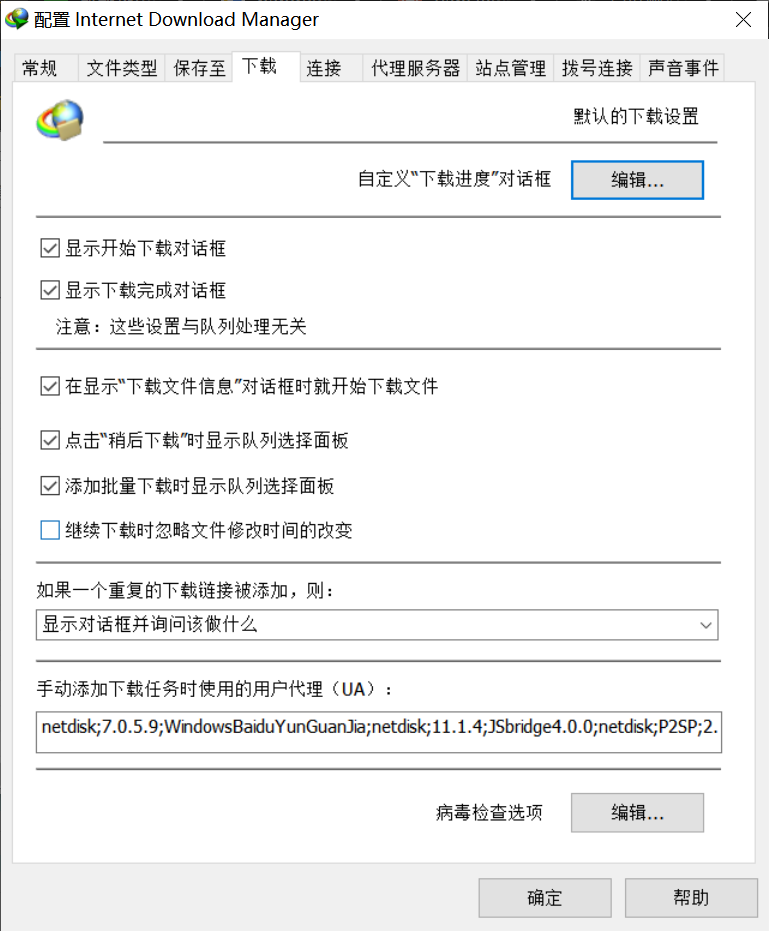 配置 Internet Download Manager
常规 文件类型 保存至 下载 连接 代理服务器 站点管理 拨号连接 声音事件
默认的下载设置
自定义“下载进度”对话框 编辑...
显示开始下载对话框
显示下载完成对话框
注意：这些设置与队列处理无关
在显示“下载文件信息”对话框时就开始下载文件
点击“稍后下载”时显示队列选择面板
添加批量下载时显示队列选择面板
继续下载时忽略文件修改时间的改变
如果一个重复的下载链接被添加，则：
显示对话框并询问该做什么
手动添加下载任务时使用的用户代理（UA）：
netdisk;7.0.5.9;WindowsBaiduYunGuanJia;netdisk;11.1.4;JSbridge4.0.0;netdisk;P2SP;2.
病毒检查选项 编辑...
确定 帮助